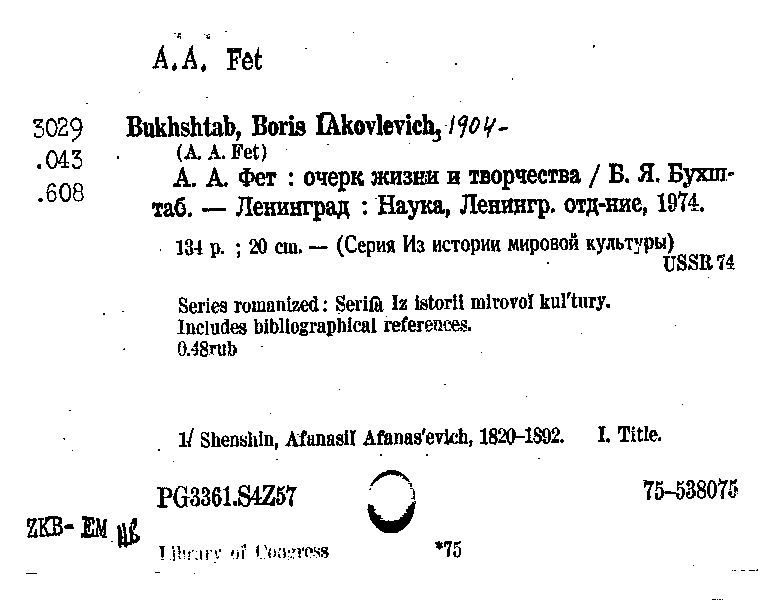 A.A. Fet
3029
.043
.608
Bukhshtab, Boris I͡Akovlevich, 1904-
(A. A. Fet)
А. А. Фет : очерк жизни и творчества / Б. Я. Бухш-
таб. — Ленинград : Наука, Ленингр. отд-ние, 1974.
134 p. ; 20 cm. — (Серия Из истории мировой культуры)
USSR 74
Series romanized: Serii͡a Iz istorii mirovoĭ kul'tury.
Includes bibliographical references.
0.48rub
1/ Shenshin, Afanasiĭ Afanas'evich, 1820–1892. I. Title.
PG3361.S4Z57
75–538075
ZKB- EM
Library of Congress *75